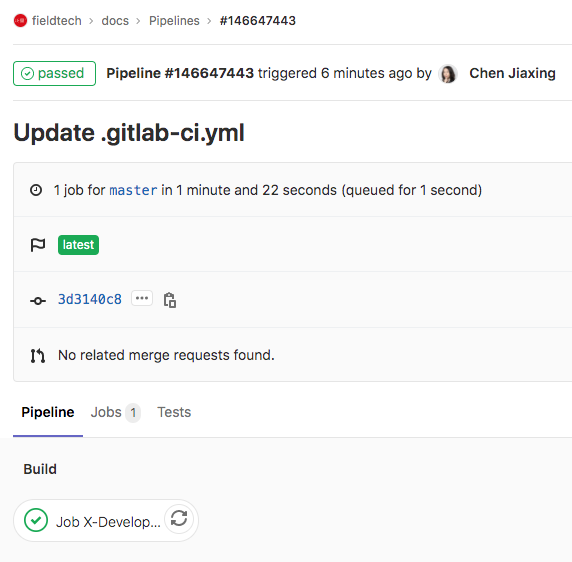 fieldtech › docs › Pipelines › #146647443
passed Pipeline #146647443 triggered 6 minutes ago by Chen Jiaxing
Update .gitlab-ci.yml
1 job for master in 1 minute and 22 seconds (queued for 1 second)
latest
3d3140c8 ...
No related merge requests found.
Pipeline Jobs 1 Tests
Build
Job X-Develop...